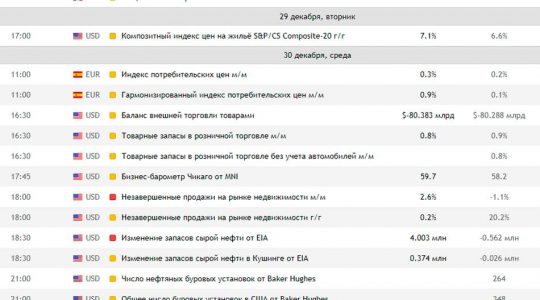 29 декабря, вторник
17:00 USD Композитный индекс цен на жильё S&P/CS Composite-20 г/г 7.1% 6.6%
30 декабря, среда
11:00 EUR Индекс потребительских цен м/м 0.3% 0.2%
11:00 EUR Гармонизированный индекс потребительских цен м/м 0.9% 0.1%
16:30 USD Баланс внешней торговли товарами $-80.383 млрд $-80.288 млрд
16:30 USD Товарные запасы в розничной торговле м/м 0.8% 0.9%
16:30 USD Товарные запасы в розничной торговле без учета автомобилей м/м 0.8%
17:45 USD Бизнес-барометр Чикаго от MNI 59.7 58.2
18:00 USD Незавершенные продажи на рынке недвижимости м/м 2.6% -1.1%
18:00 USD Незавершенные продажи на рынке недвижимости г/г 0.2% 20.2%
18:30 USD Изменение запасов сырой нефти от EIA 4.003 млн -0.562 млн
18:30 USD Изменение запасов нефти в Кушинге от EIA 0.374 млн -0.026 млн
21:00 USD Число нефтяных буровых установок от Baker Hughes 264
21:00 USD Общее число буровых установок в США от Baker Hughes 348